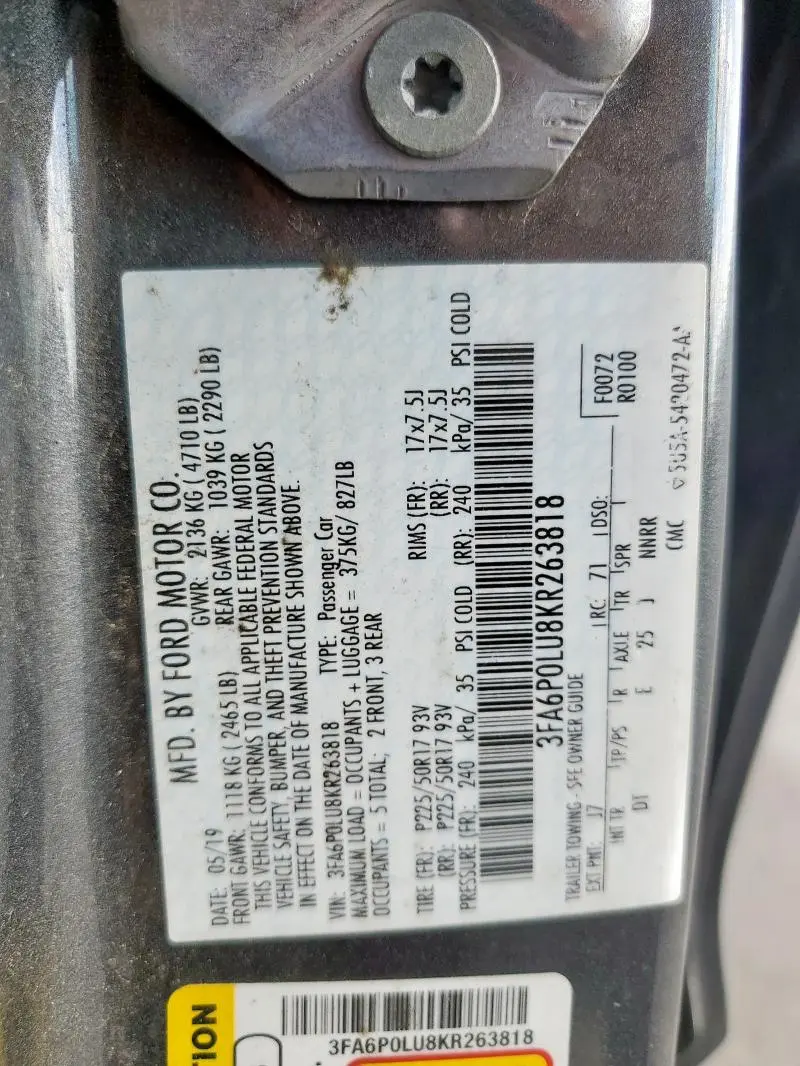 MFD. BY FORD MOTOR CO.
DATE: 05/19 GVWR: 2136 KG ( 4710 LB)
FRONT GAWR: 1118 KG ( 2465 LB) REAR GAWR: 1039 KG ( 2290 LB)
THIS VEHICLE CONFORMS TO ALL APPLICABLE FEDERAL MOTOR
VEHICLE SAFETY, BUMPER, AND THEFT PREVENTION STANDARDS
IN EFFECT ON THE DATE OF MANUFACTURE SHOWN ABOVE.
VIN: 3FA6P0LU8KR263818 TYPE: Passenger Car
MAXIMUM LOAD = OCCUPANTS + LUGGAGE = 375KG/ 827LB
OCCUPANTS = 5 TOTAL; 2 FRONT, 3 REAR
TIRE (FR): P225/50R17 93V RIMS (FR): 17x7.5J
(RR): P225/50R17 93V (RR): 17x7.5J
PRESSURE (FR): 240 kPa/ 35 PSI COLD (RR): 240 kPa/ 35 PSI COLD
3FA6P0LU8KR263818
TRAILER TOWING - SEE OWNER GUIDE F0072
EXT PNT: J7 RC: 71 DSO: R0100
INT TR TP/PS R AXLE TR SPR
DT E 25 J NNRR
CMC
TION
3FA6P0LU8KR263818